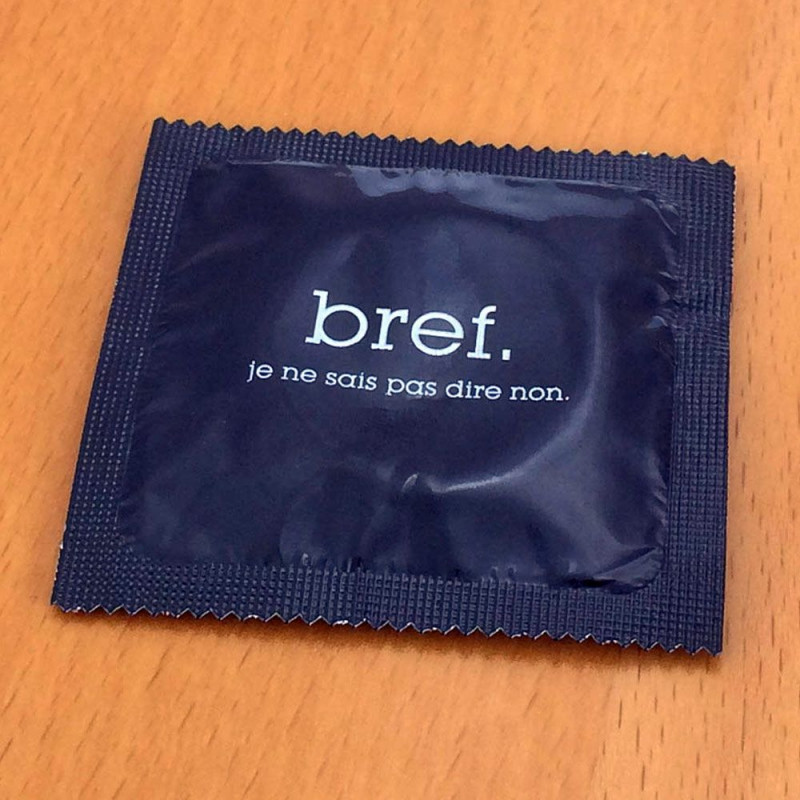 bref.
je ne sais pas dire non.